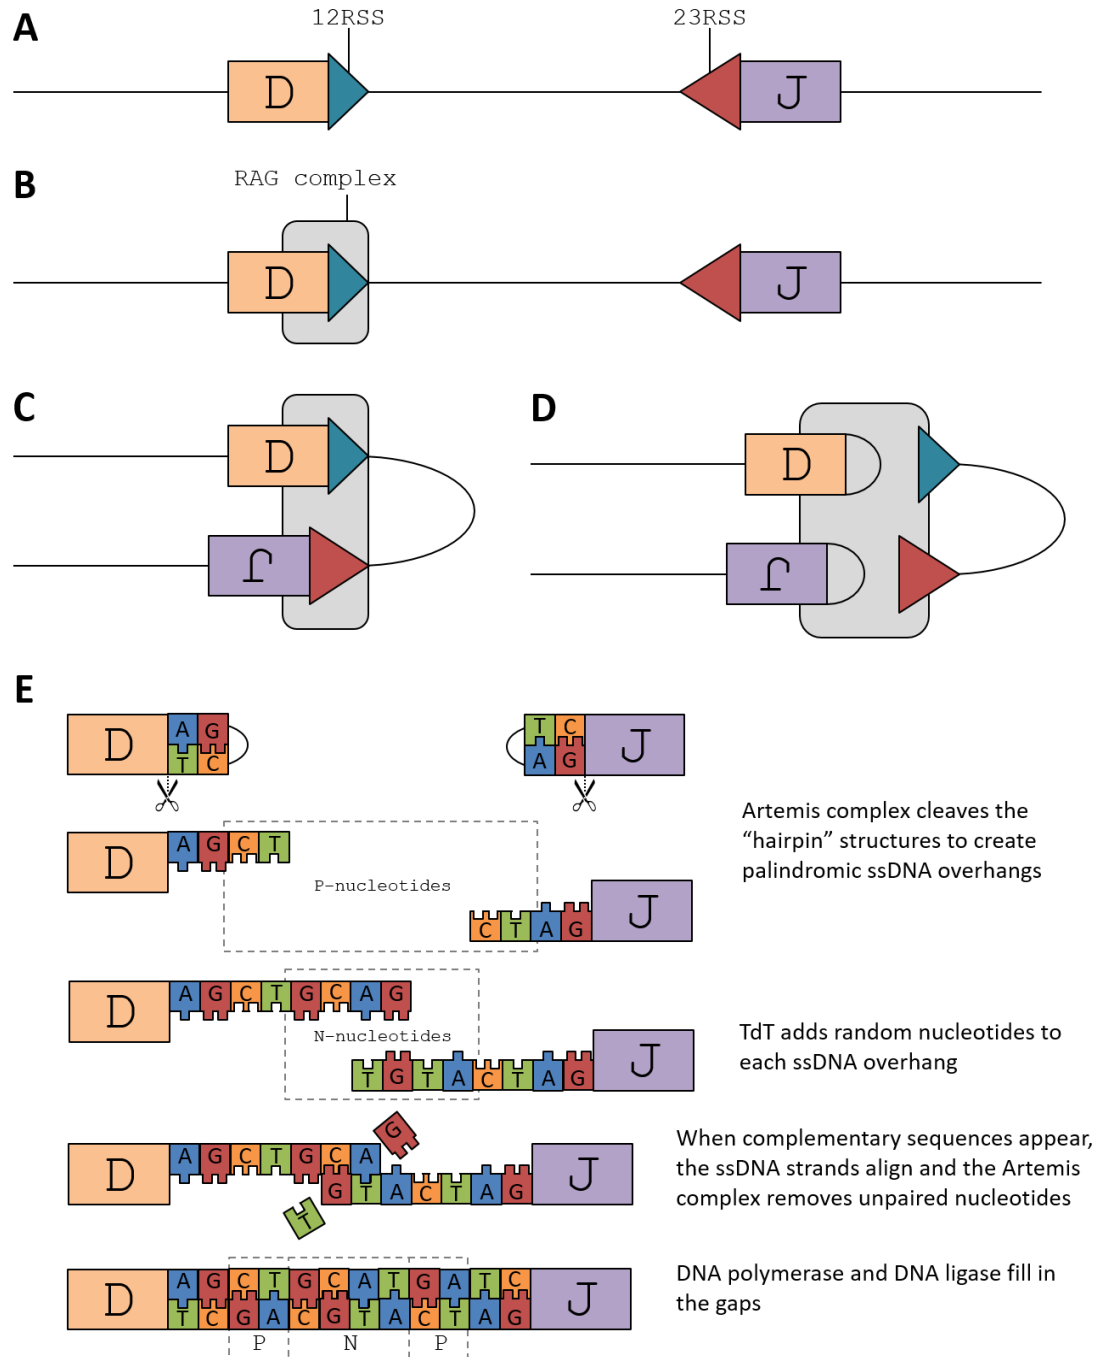 A
12RSS
23RSS
D
J
B
RAG complex
D
J
C
D
J
D
D
J
E
D
A G
T C
T C
A G
J
D
A G C T
P-nucleotides
C T A G
J
Artemis complex cleaves the
“hairpin” structures to create
palindromic ssDNA overhangs
D
A G C T G C A G
N-nucleotides
T G T A C T A G
J
TdT adds random nucleotides to
each ssDNA overhang
D
A G C T G C A
G
G T A C T A G
T
J
When complementary sequences appear,
the ssDNA strands align and the Artemis
complex removes unpaired nucleotides
D
A G C T G C A T G A T C
T C G A C G T A C T A G
J
P N P
DNA polymerase and DNA ligase fill in
the gaps